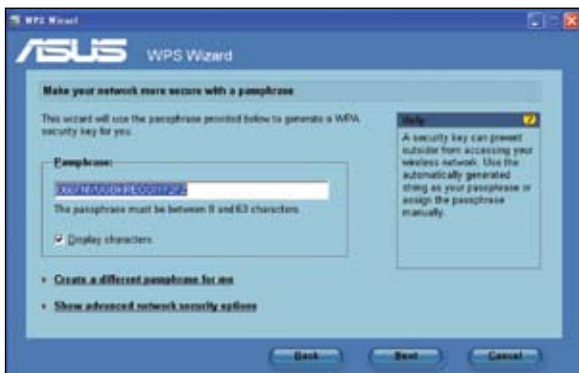 WPS Wizard
ASUS WPS Wizard
Make your network more secure with a passphrase
This wizard will use the passphrase provided below to generate a WPA
security key for you.
Passphrase:
The passphrase must be between 8 and 63 characters
Display characters
Create a different passphrase for me
Show advanced network security options
Help
A security key can prevent
outsider from accessing your
wireless network. Use the
automatically generated
string as your passphrase or
assign the passphrase
manually.
Back Next Cancel